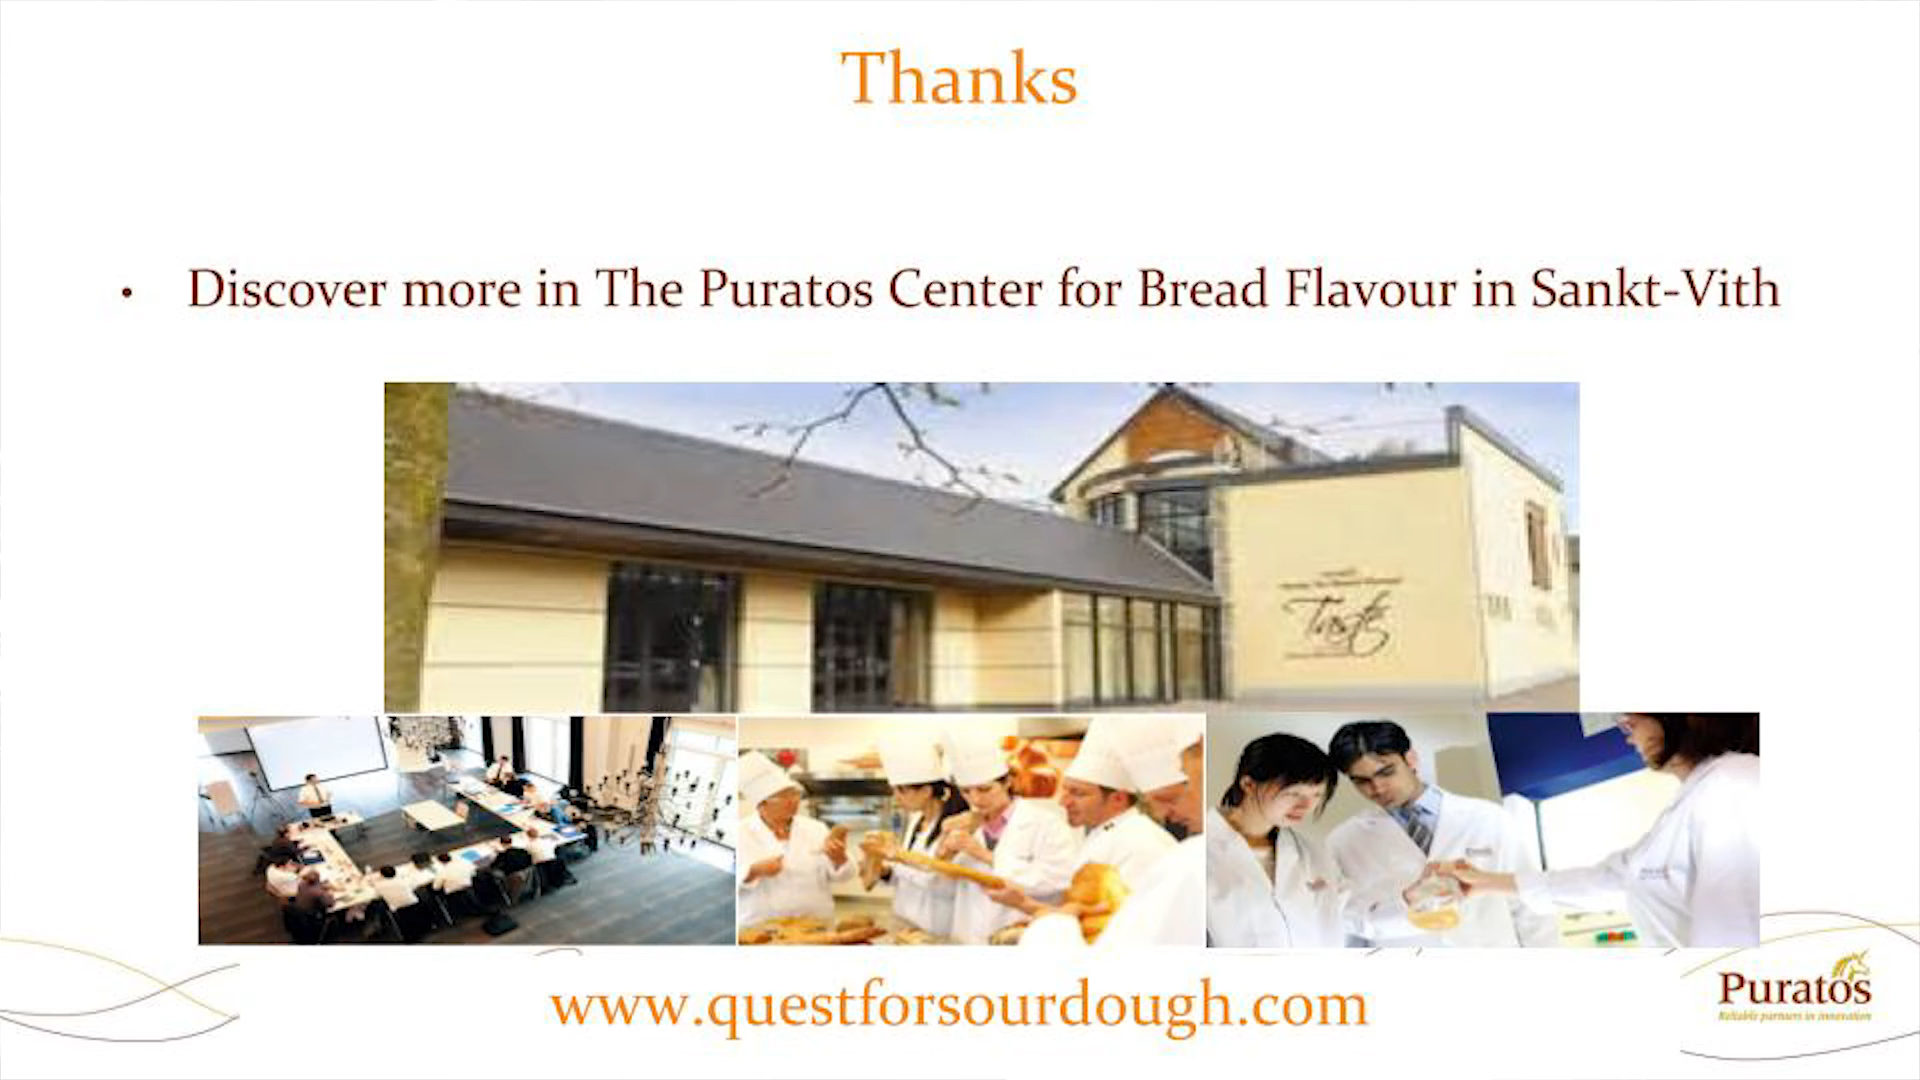 Thanks
• Discover more in The Puratos Center for Bread Flavour in Sankt-Vith
Taste
www.questforsourdough.com
Puratos
Reliable partners in innovation